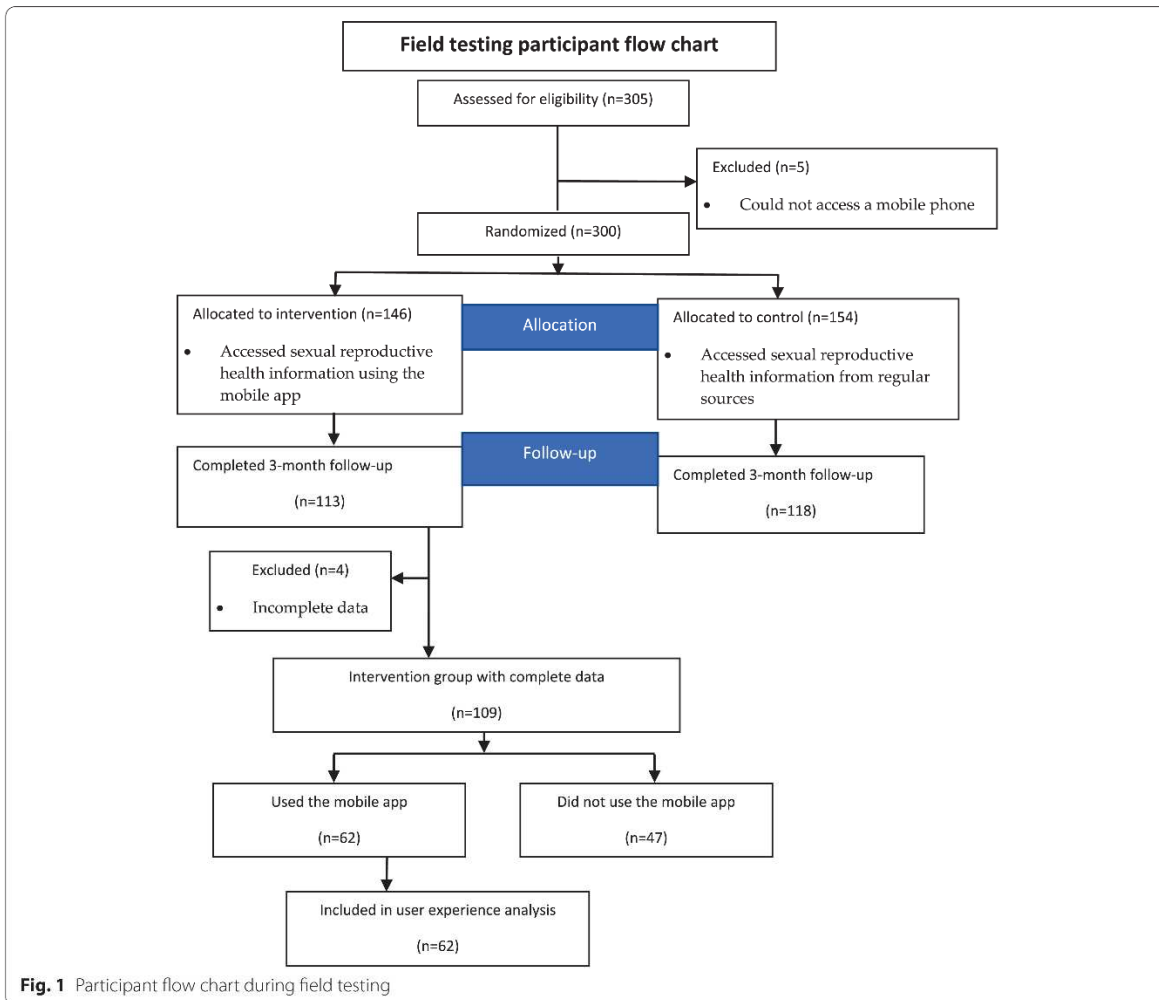 Field testing participant flow chart
Assessed for eligibility (n=305)
Excluded (n=5)
• Could not access a mobile phone
Randomized (n=300)
Allocated to intervention (n=146)
• Accessed sexual reproductive
health information using the
mobile app
Allocation
Allocated to control (n=154)
• Accessed sexual reproductive
health information from regular
sources
Completed 3-month follow-up
(n=113)
Follow-up
Completed 3-month follow-up
(n=118)
Excluded (n=4)
• Incomplete data
Intervention group with complete data
(n=109)
Used the mobile app
(n=62)
Did not use the mobile app
(n=47)
Included in user experience analysis
(n=62)
Fig. 1 Participant flow chart during field testing